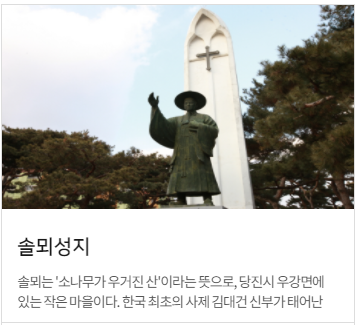 솔뫼성지
솔뫼는 '소나무가 우거진 산'이라는 뜻으로, 당진시 우강면에
있는 작은 마을이다. 한국 최초의 사제 김대건 신부가 태어난